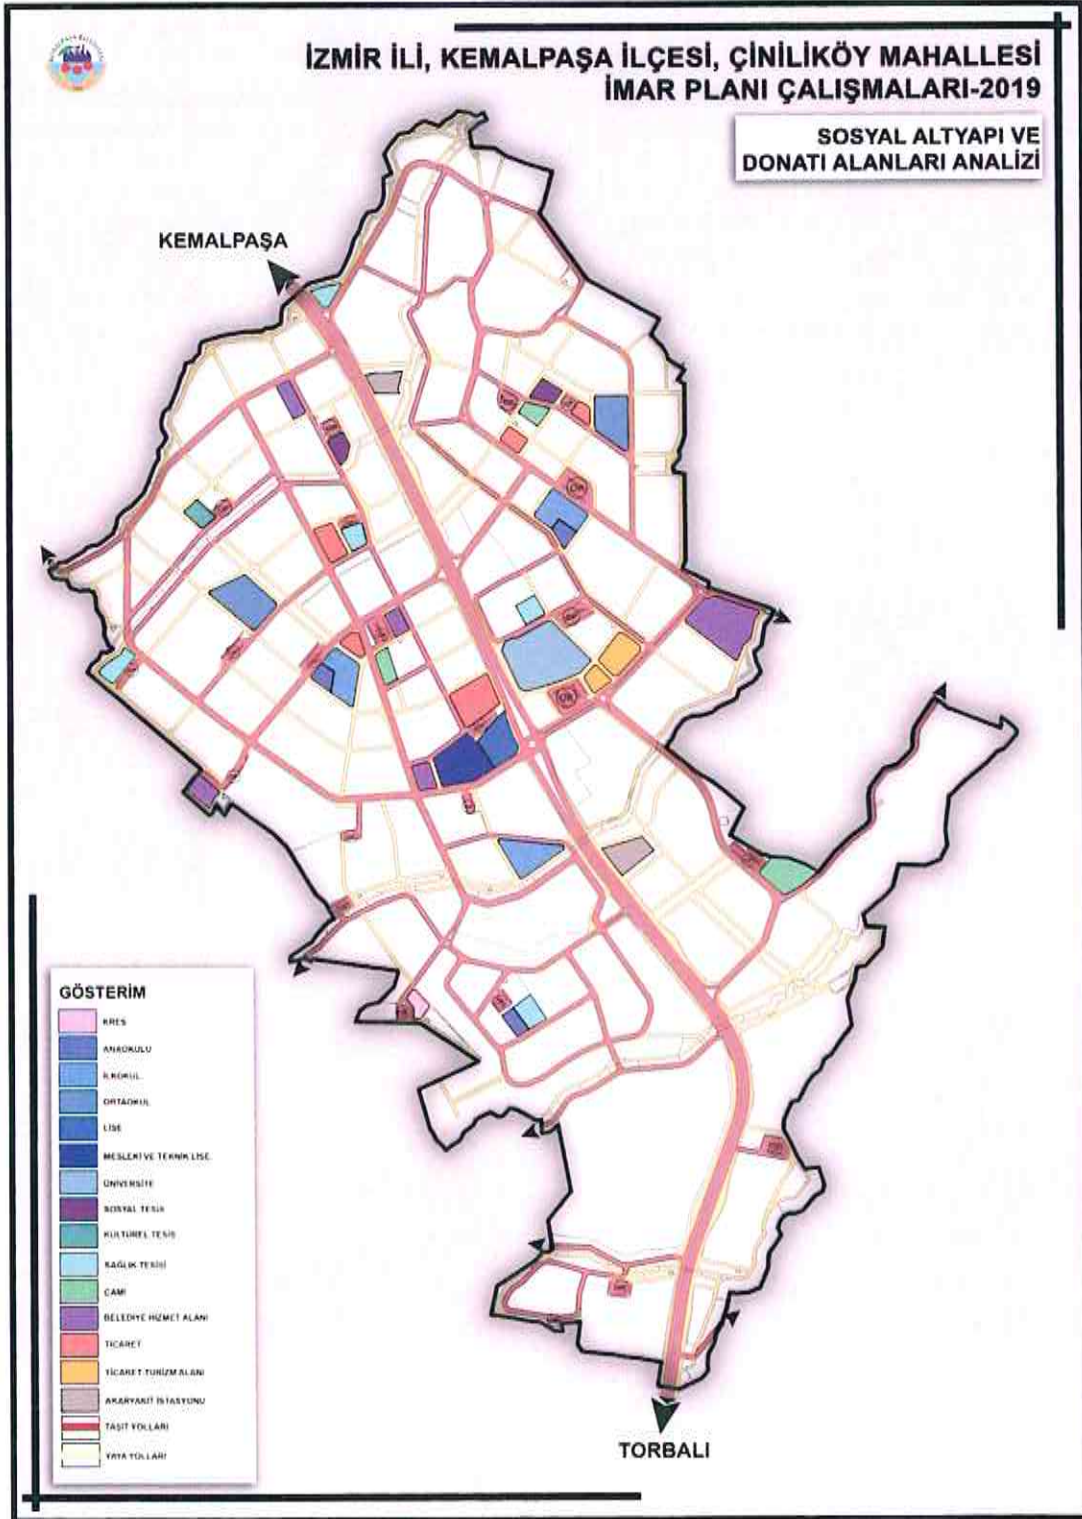 İZMİR İLİ, KEMALPAŞA İLÇESİ, ÇİNİLİKÖY MAHALLESİ
İMAR PLANI ÇALIŞMALARI-2019
SOSYAL ALTYAPI VE
DONATI ALANLARI ANALİZİ
KEMALPAŞA
GÖSTERİM
KREŞ
ANAOKULU
İLKOKUL
ORTAOKUL
LİSE
MESLEKİ VE TEKNİK LİSE
ÜNİVERSİTE
SOSYAL TESİS
KÜLTÜREL TESİS
SAĞLIK TESİSİ
CAMİ
BELEDİYE HİZMET ALANI
TİCARET
TİCARET TURİZM ALANI
AKARYAKIT İSTASYONU
TAŞIT YOLLARI
YAYA YOLLARI
TORBALI